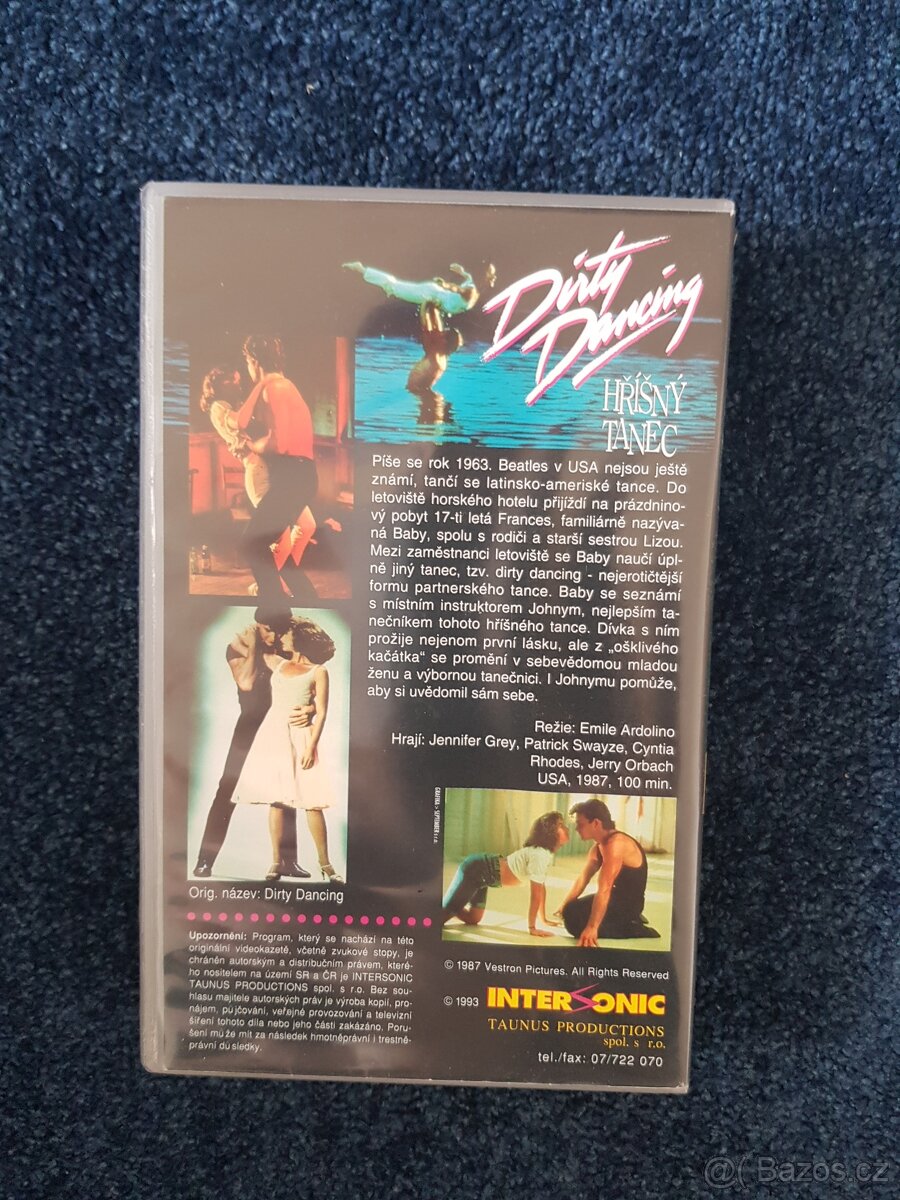 Dirty
Dancing
HŘÍŠNÝ
TANEC
Píše se rok 1963. Beatles v USA nejsou ještě
známí, tančí se latinsko-ameriské tance. Do
letoviště horského hotelu přijíždí na prázdnino-
vý pobyt 17-ti letá Frances, familiárně nazýva-
ná Baby, spolu s rodiči a starší sestrou Lizou.
Mezi zaměstnanci letoviště se Baby naučí úpl-
ně jiný tanec, tzv. dirty dancing - nejerotičtější
formu partnerského tance. Baby se seznámí
s místním instruktorem Johnym, nejlepším ta-
nečníkem tohoto hříšného tance. Dívka s ním
prožije nejenom první lásku, ale z „ošklivého
kačátka“ se promění v sebevědomou mladou
ženu a výbornou tanečnici. I Johnymu pomůže,
aby si uvědomil sám sebe.
Režie: Emile Ardolino
Hrají: Jennifer Grey, Patrick Swayze, Cyntia
Rhodes, Jerry Orbach
USA, 1987, 100 min.
GRAFIKA > SEPTEMBER s.r.o.
Orig. název: Dirty Dancing
Upozornění: Program, který se nachází na této
originální videokazetě, včetně zvukové stopy, je
chráněn autorským a distribučním právem, které-
ho nositelem na území SR a ČR je INTERSONIC
TAUNUS PRODUCTIONS spol. s r.o. Bez sou-
hlasu majitele autorských práv je výroba kopií, pro-
nájem, půjčování, veřejné provozování a televizní
šíření tohoto díla nebo jeho části zakázáno. Poru-
šení může mít za následek hmotněprávní i trestně-
právní důsledky.
© 1987 Vestron Pictures. All Rights Reserved
© 1993 INTERSONIC
TAUNUS PRODUCTIONS
spol. s r.o.
tel./fax: 07/722 070
@( Bazos.cz